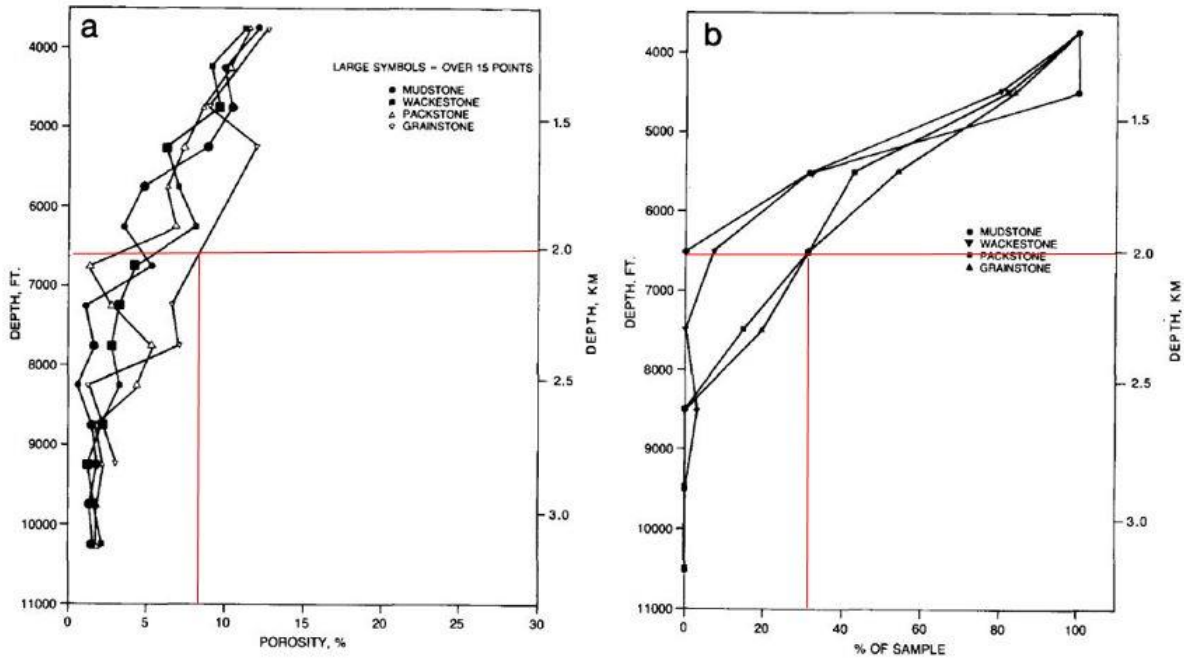 a
LARGE SYMBOLS – OVER 15 POINTS
MUDSTONE
WACKESTONE
PACKSTONE
GRAINSTONE
4000
5000
6000
7000
8000
9000
10000
11000
DEPTH, FT.
1.5
2.0
2.5
3.0
DEPTH, KM
0
5
10
15
20
25
30
POROSITY, %
b
MUDSTONE
WACKESTONE
PACKSTONE
GRAINSTONE
4000
5000
6000
7000
8000
9000
10000
11000
DEPTH, FT.
1.5
2.0
2.5
3.0
DEPTH, KM
0
20
40
60
80
100
% OF SAMPLE